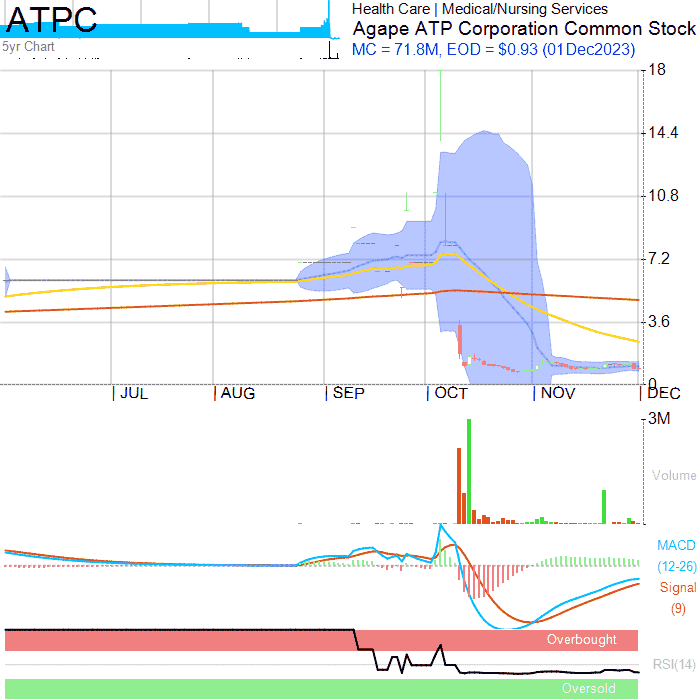 ATPC
5yr Chart
Health Care | Medical/Nursing Services
Agape ATP Corporation Common Stock
MC = 71.8M, EOD = $0.93 (01Dec2023)
18
14.4
10.8
7.2
3.6
0
JUL
AUG
SEP
OCT
NOV
DEC
3M
Volume
MACD
(12-26)
Signal
(9)
Overbought
RSI(14)
Oversold